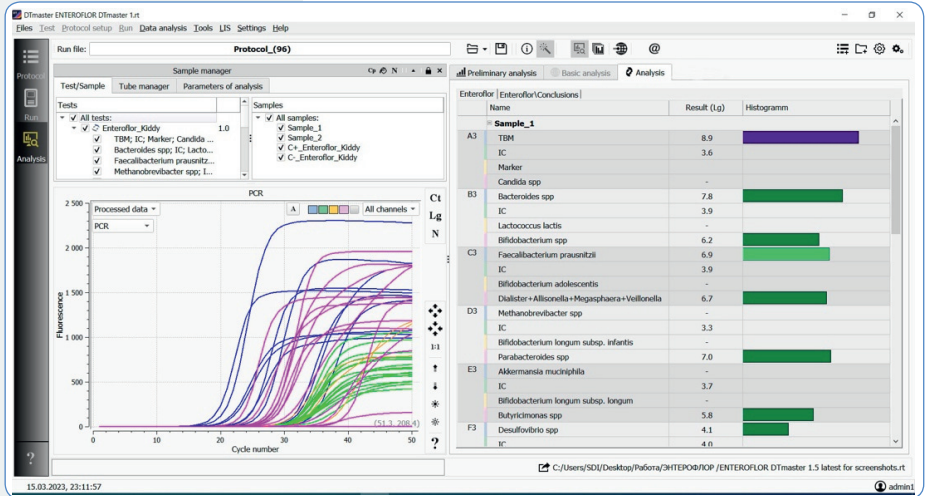 DTmaster ENTEROFLOR DTmaster 1.rt
Files Test Protocol setup Run Data analysis Tools LIS Settings Help
Run file: Protocol_(96)
Protocol
Run
Analysis
Sample manager
Cp N
Test/Sample Tube manager Parameters of analysis
Tests
All tests:
Enteroflor_Kiddy 1.0
TBM; IC; Marker; Candida ...
Bacteroides spp; IC; Lacto...
Faecalibacterium prausnitz...
Methanobrevibacter spp; I...
Samples
All samples:
Sample_1
Sample_2
C+_Enteroflor_Kiddy
C-_Enteroflor_Kiddy
PCR
Processed data
A All channels
PCR
Ct
Lg
N
1:1
?
Fluorescence
2 500
2 000
1 500
1 000
500
0
0 10 20 30 40 50
(51.3, 208.4)
Cycle number
@
Preliminary analysis Basic analysis Analysis
Enteroflor Enteroflor\Conclusions
Name Result (Lg) Histogramm
Sample_1
A3 TBM 8.9
IC 3.6
Marker
Candida spp -
B3 Bacteroides spp 7.8
IC 3.9
Lactococcus lactis -
Bifidobacterium spp 6.2
C3 Faecalibacterium prausnitzii 6.9
IC 3.9
Bifidobacterium adolescentis -
Dialister+Allisonella+Megasphaera+Veillonella 6.7
D3 Methanobrevibacter spp -
IC 3.3
Bifidobacterium longum subsp. infantis -
Parabacteroides spp 7.0
E3 Akkermansia muciniphila -
IC 3.7
Bifidobacterium longum subsp. longum -
Butyricimonas spp 5.8
F3 Desulfovibrio spp 4.1
IC 4.0
?
C:/Users/SDI/Desktop/Работа/ЭНТЕРОФЛОР /ENTEROFLOR DTmaster 1.5 latest for screenshots.rt
15.03.2023, 23:11:57
admin1